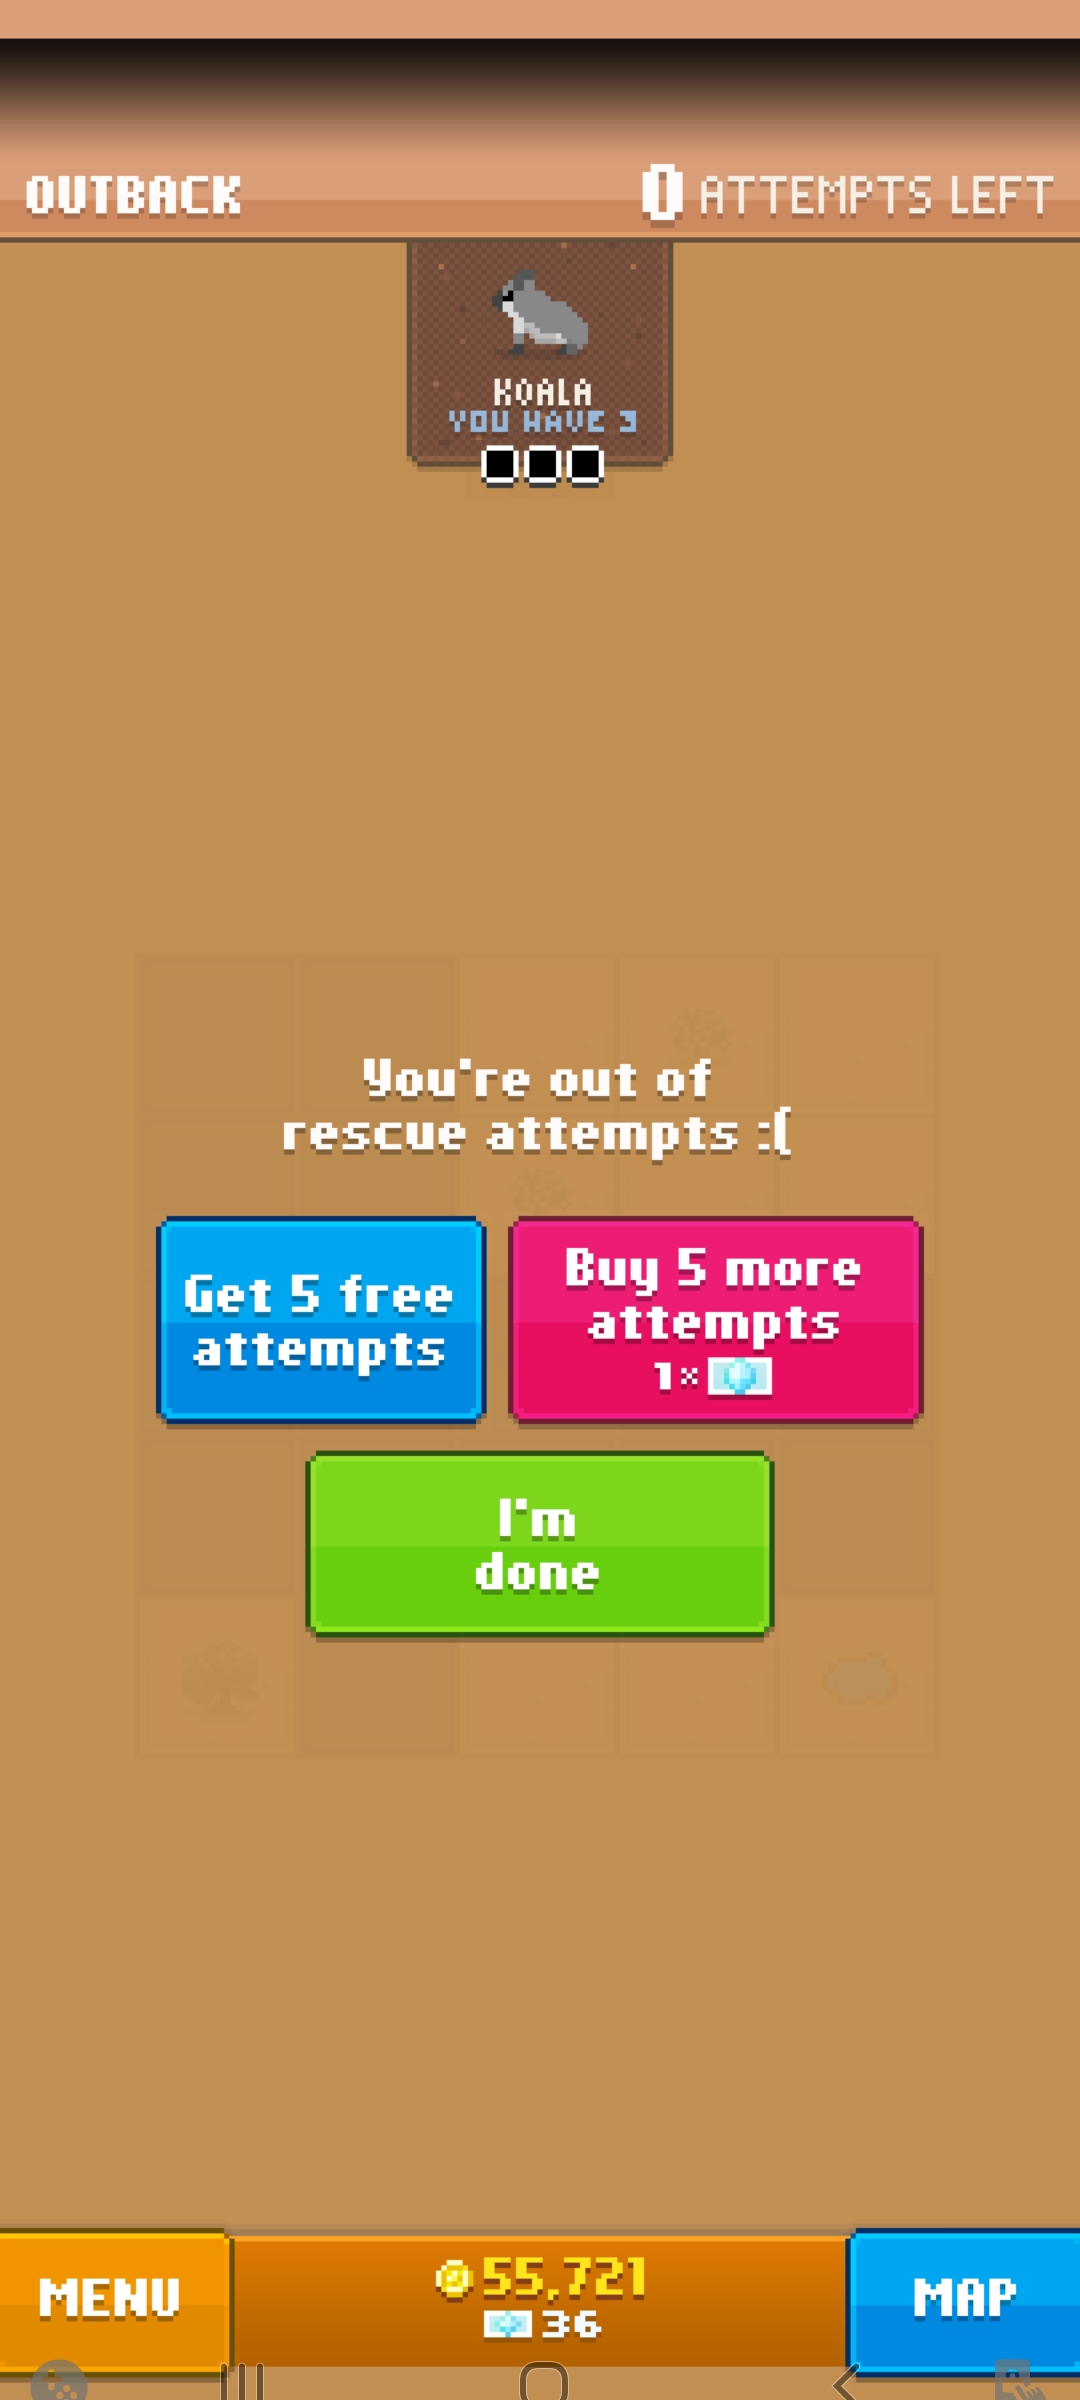 OUTBACK
0 ATTEMPTS LEFT
KOALA
YOU HAVE 3
You're out of
rescue attempts :(
Get 5 free
attempts
Buy 5 more
attempts
1×
I'm
done
MENU
55,721
36
MAP